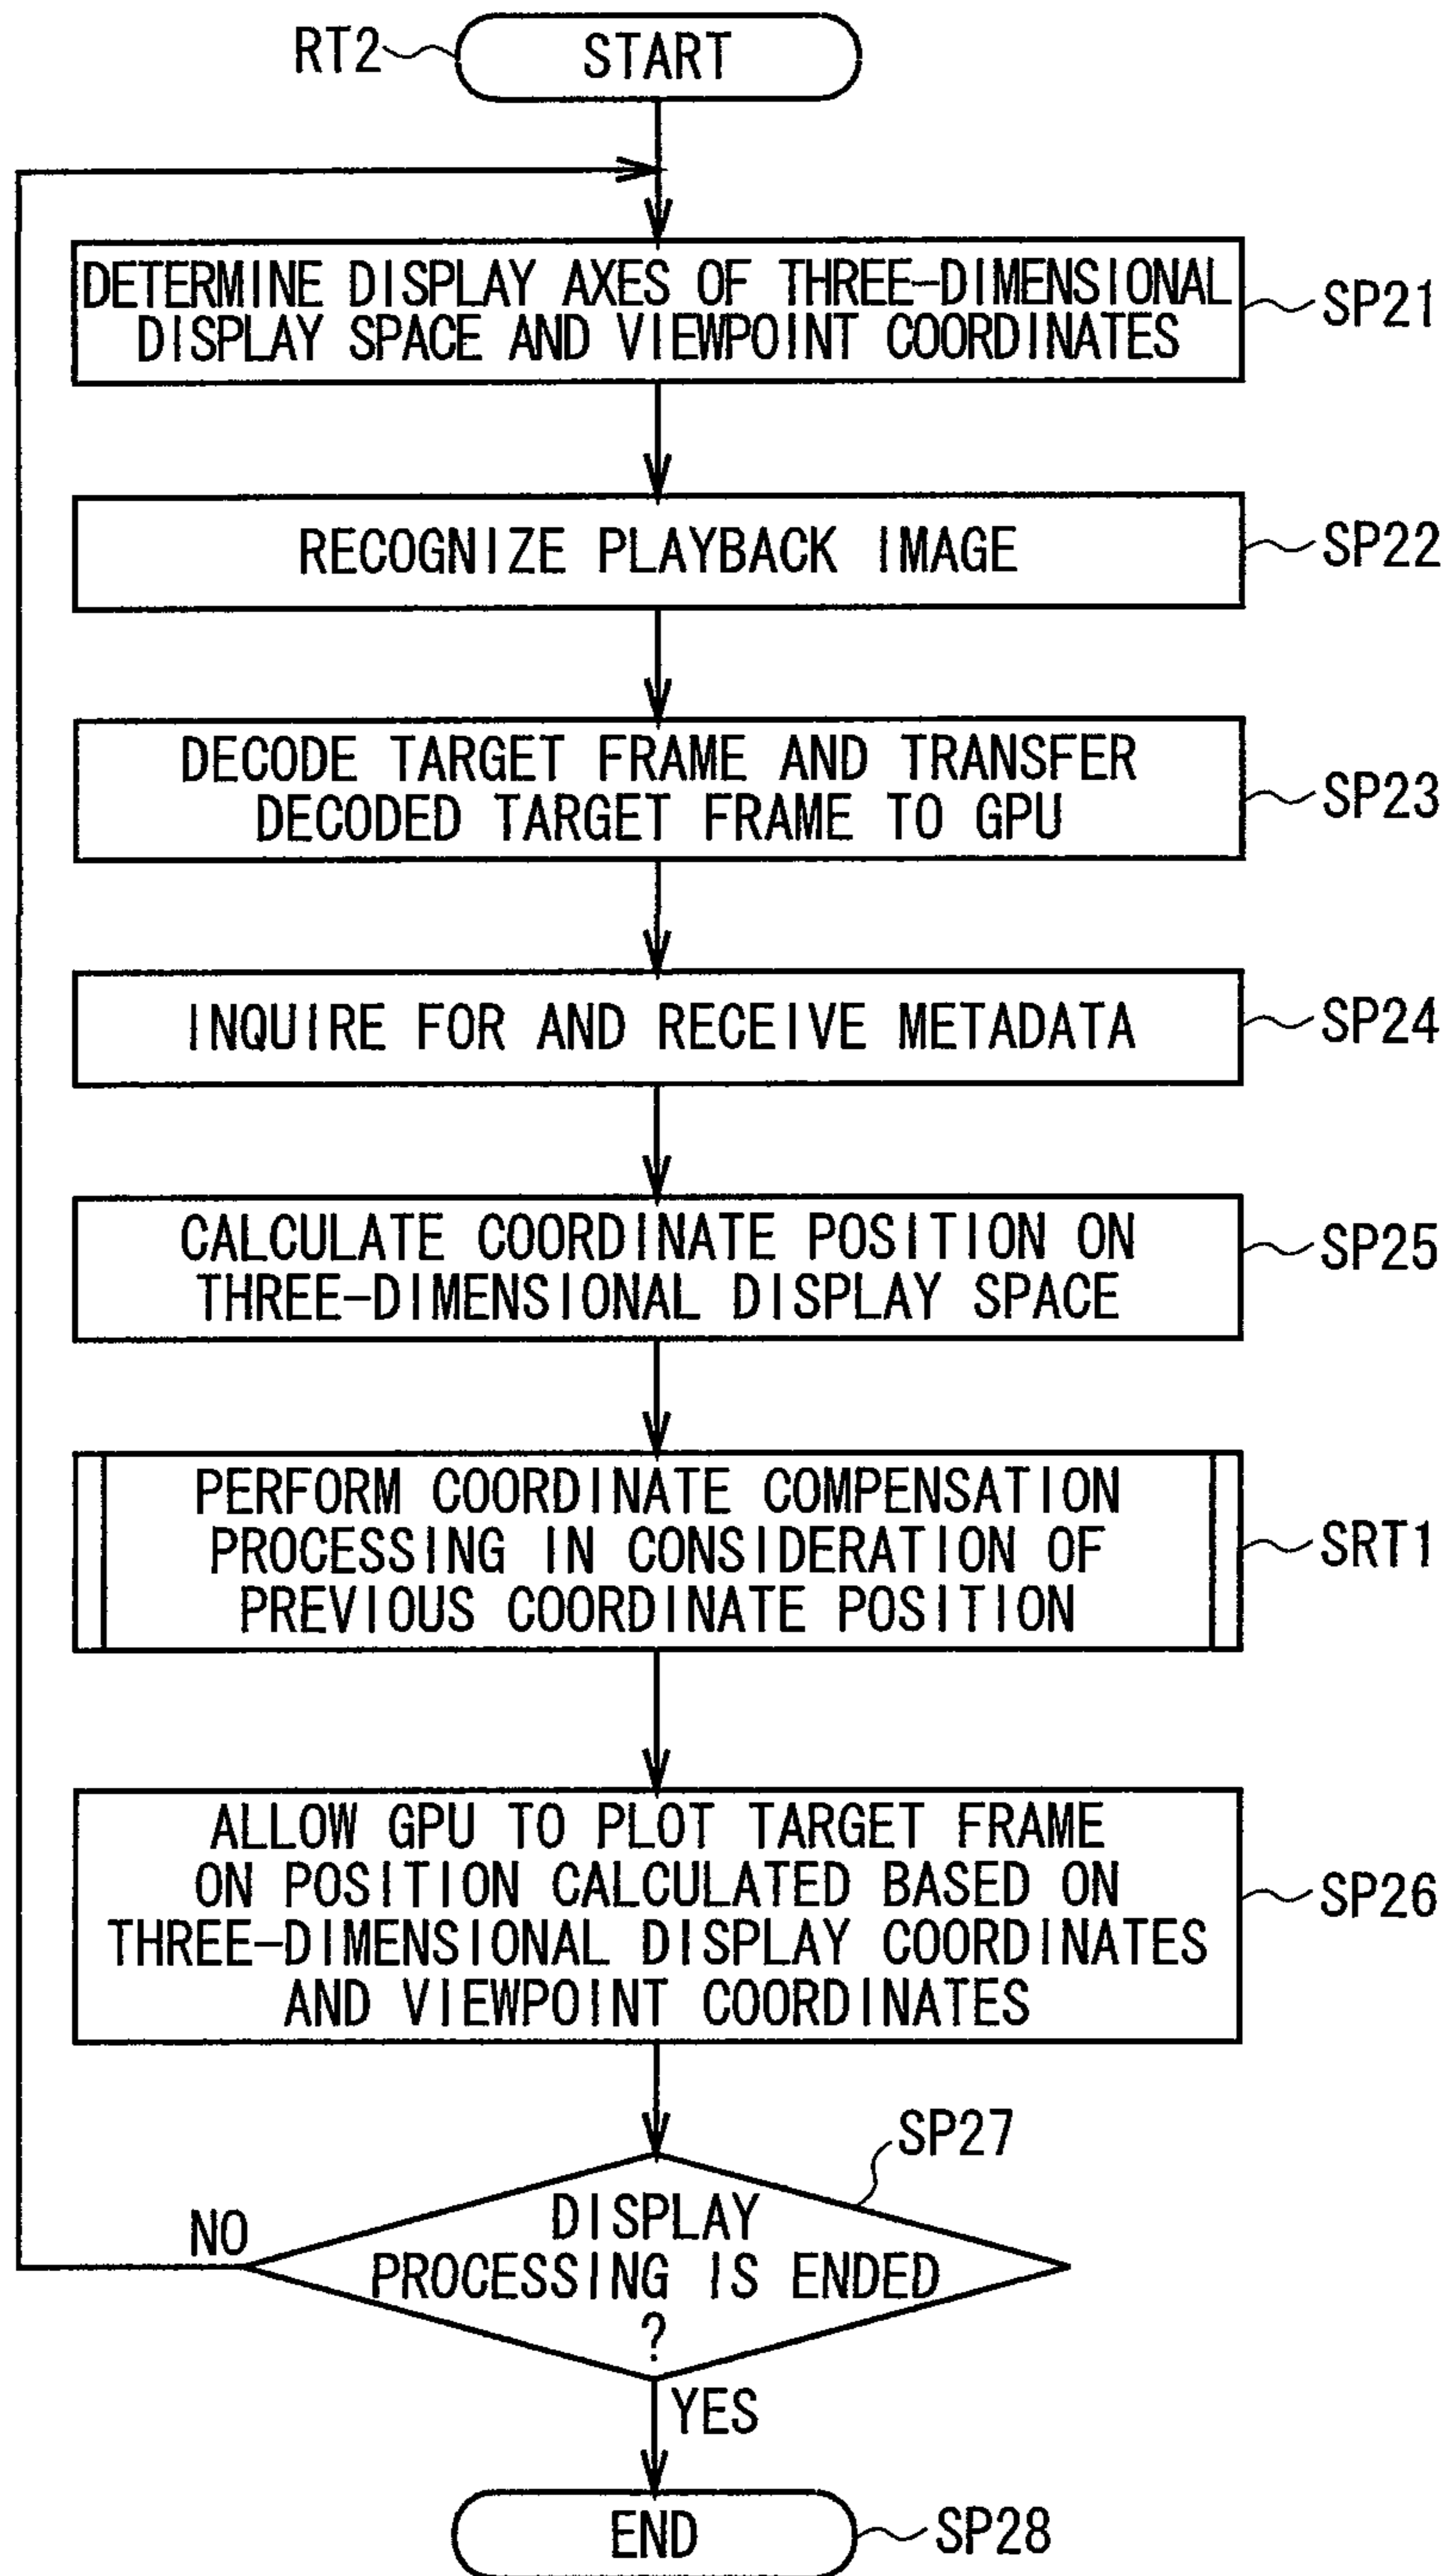 RT2
START
DETERMINE DISPLAY AXES OF THREE-DIMENSIONAL
DISPLAY SPACE AND VIEWPOINT COORDINATES
SP21
RECOGNIZE PLAYBACK IMAGE
SP22
DECODE TARGET FRAME AND TRANSFER
DECODED TARGET FRAME TO GPU
SP23
INQUIRE FOR AND RECEIVE METADATA
SP24
CALCULATE COORDINATE POSITION ON
THREE-DIMENSIONAL DISPLAY SPACE
SP25
PERFORM COORDINATE COMPENSATION
PROCESSING IN CONSIDERATION OF
PREVIOUS COORDINATE POSITION
SRT1
ALLOW GPU TO PLOT TARGET FRAME
ON POSITION CALCULATED BASED ON
THREE-DIMENSIONAL DISPLAY COORDINATES
AND VIEWPOINT COORDINATES
SP26
SP27
DISPLAY
PROCESSING IS ENDED
?
NO
YES
END
SP28